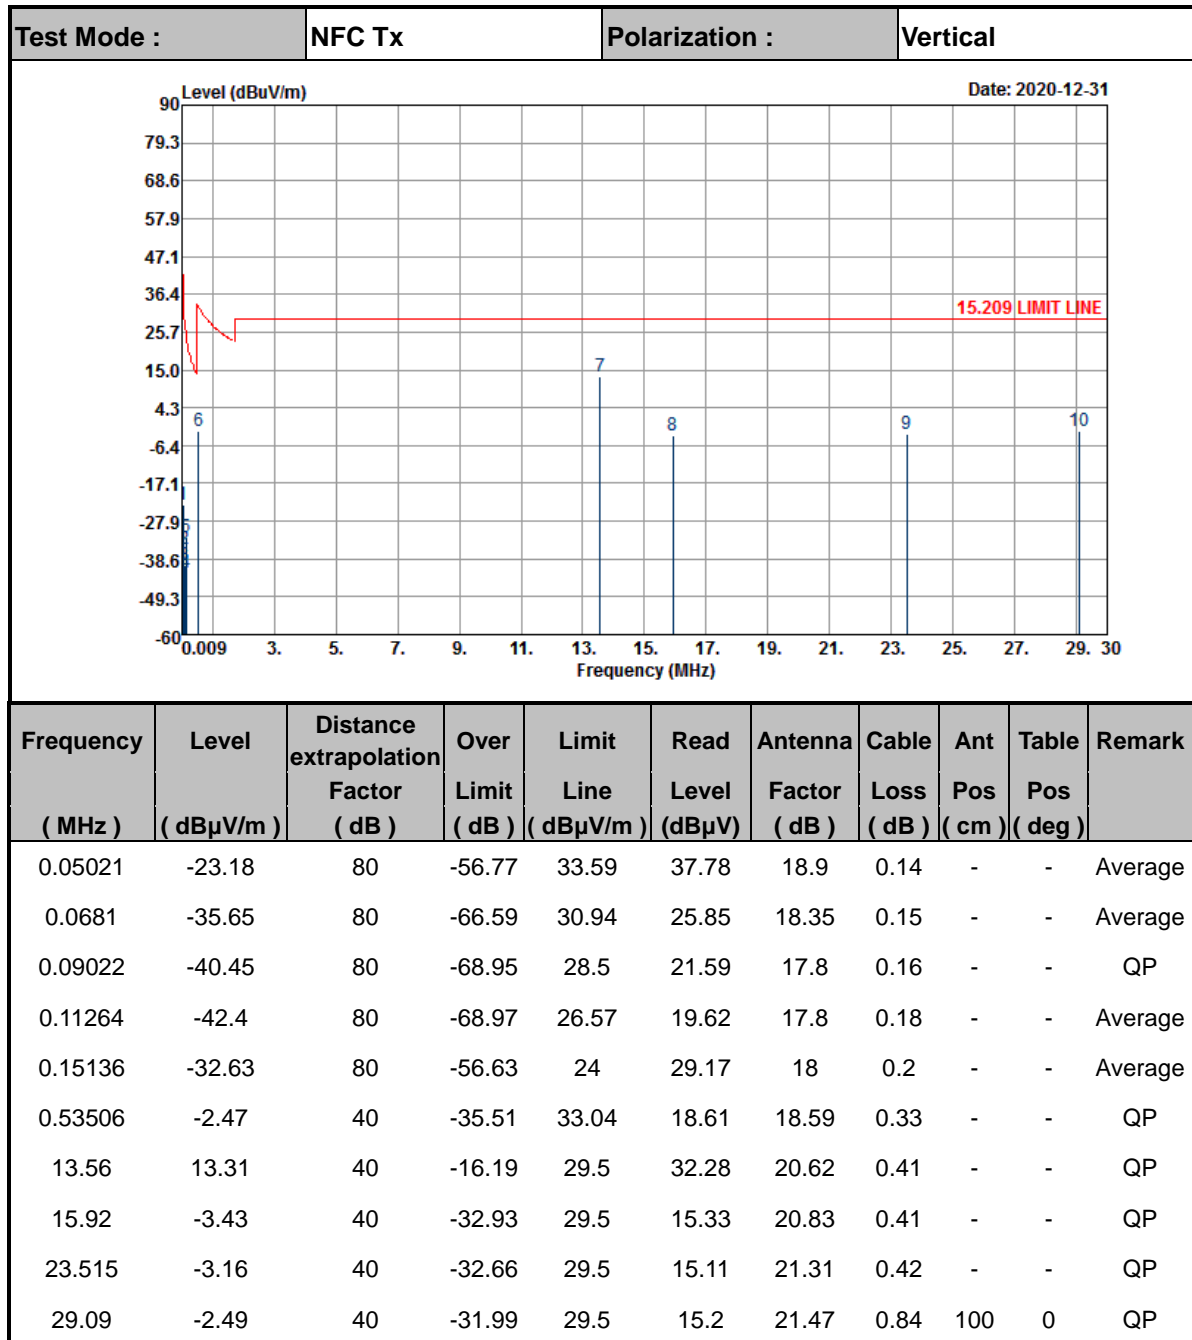 Test Mode : NFC Tx Polarization : Vertical
Level (dBuV/m) Date: 2020-12-31
90
79.3
68.6
57.9
47.1
36.4
15.209 LIMIT LINE
25.7
15.0
7
4.3
6 8 9 10
-6.4
-17.1
-27.9
5
-38.6
-49.3
-60
0.009 3. 5. 7. 9. 11. 13. 15. 17. 19. 21. 23. 25. 27. 29. 30
Frequency (MHz)
Frequency Level Distance extrapolation Over Limit Read Antenna Cable Ant Table Remark
Factor Limit Line Level Factor Loss Pos Pos
( MHz ) ( dBµV/m ) ( dB ) ( dB ) ( dBµV/m ) (dBµV) ( dB ) ( dB ) ( cm ) ( deg )
0.05021 -23.18 80 -56.77 33.59 37.78 18.9 0.14 - - Average
0.0681 -35.65 80 -66.59 30.94 25.85 18.35 0.15 - - Average
0.09022 -40.45 80 -68.95 28.5 21.59 17.8 0.16 - - QP
0.11264 -42.4 80 -68.97 26.57 19.62 17.8 0.18 - - Average
0.15136 -32.63 80 -56.63 24 29.17 18 0.2 - - Average
0.53506 -2.47 40 -35.51 33.04 18.61 18.59 0.33 - - QP
13.56 13.31 40 -16.19 29.5 32.28 20.62 0.41 - - QP
15.92 -3.43 40 -32.93 29.5 15.33 20.83 0.41 - - QP
23.515 -3.16 40 -32.66 29.5 15.11 21.31 0.42 - - QP
29.09 -2.49 40 -31.99 29.5 15.2 21.47 0.84 100 0 QP